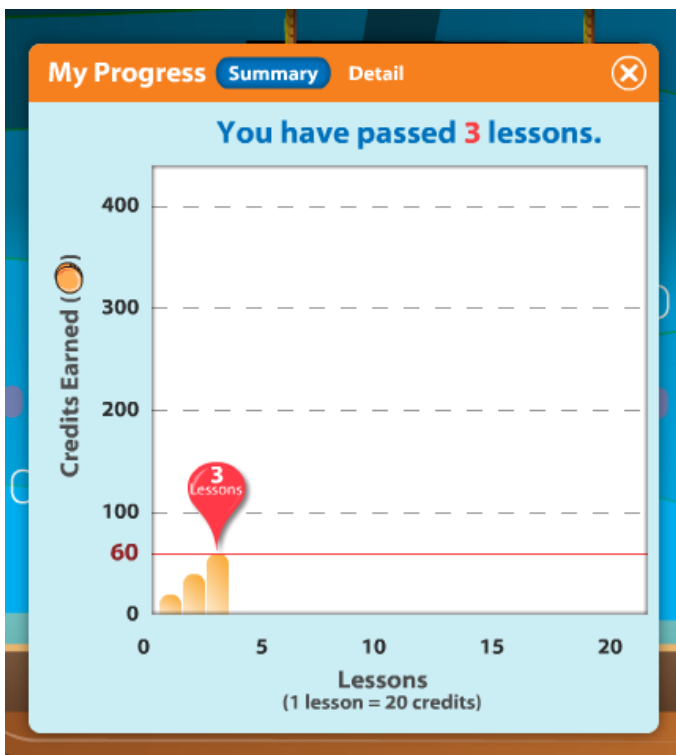 My Progress Summary Detail
You have passed 3 lessons.
Credits Earned ( )
400
300
200
100
60
0
3
Lessons
0 5 10 15 20
Lessons
(1 lesson = 20 credits)